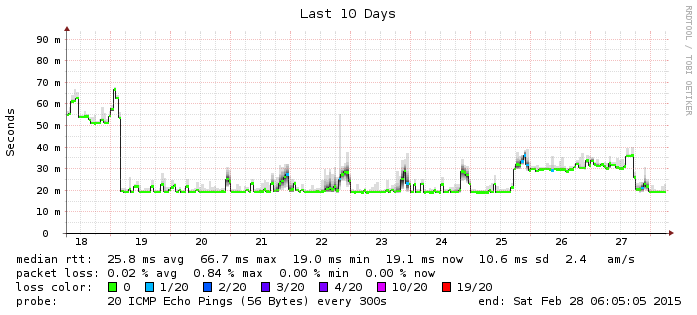 Last 10 Days
RRDTOOL / TOBI OETIKER
Seconds
90 m
80 m
70 m
60 m
50 m
40 m
30 m
20 m
10 m
0
18 19 20 21 22 23 24 25 26 27
median rtt: 25.8 ms avg 66.7 ms max 19.0 ms min 19.1 ms now 10.6 ms sd 2.4 am/s
packet loss: 0.02 % avg 0.84 % max 0.00 % min 0.00 % now
loss color: 0 1/20 2/20 3/20 4/20 10/20 19/20
probe: 20 ICMP Echo Pings (56 Bytes) every 300s end: Sat Feb 28 06:05:05 2015